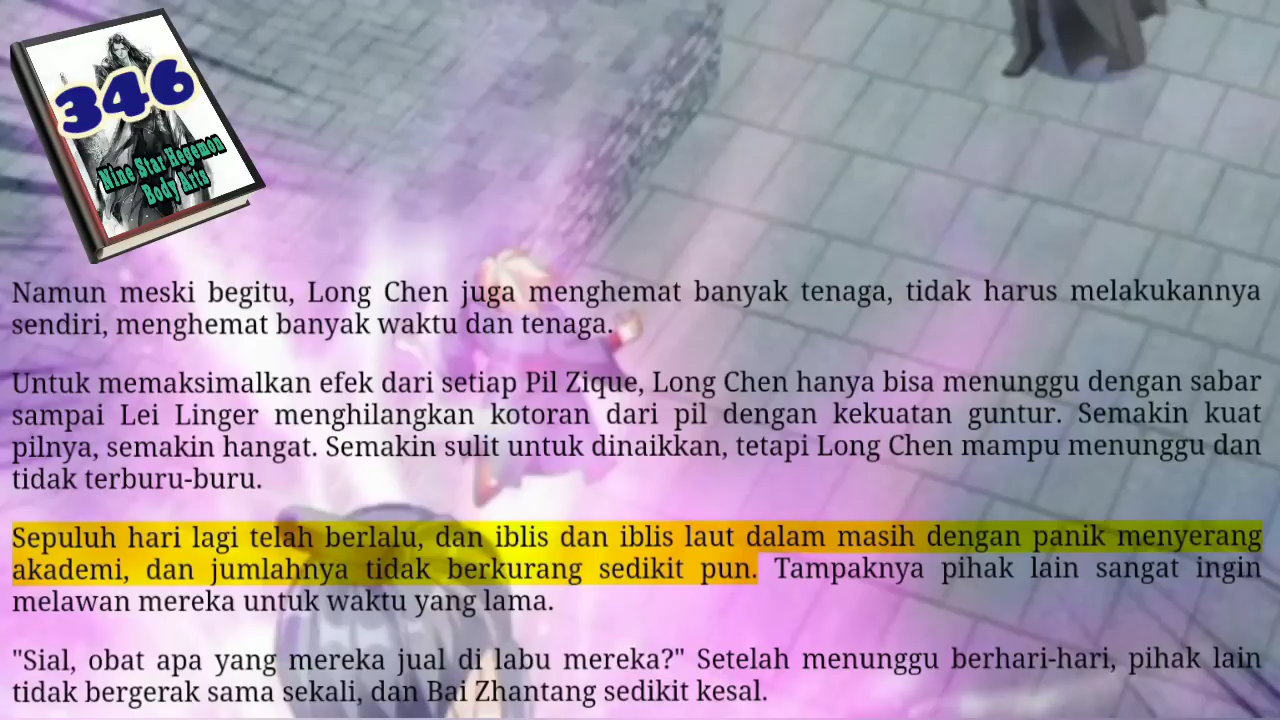 346
Nine Star Hegemon
Body Arts
Namun meski begitu, Long Chen juga menghemat banyak tenaga, tidak harus melakukannya
sendiri, menghemat banyak waktu dan tenaga.
Untuk memaksimalkan efek dari setiap Pil Zique, Long Chen hanya bisa menunggu dengan sabar
sampai Lei Linger menghilangkan kotoran dari pil dengan kekuatan guntur. Semakin kuat
pilnya, semakin hangat. Semakin sulit untuk dinaikkan, tetapi Long Chen mampu menunggu dan
tidak terburu-buru.
Sepuluh hari lagi telah berlalu, dan iblis dan iblis laut dalam masih dengan panik menyerang
akademi, dan jumlahnya tidak berkurang sedikit pun. Tampaknya pihak lain sangat ingin
melawan mereka untuk waktu yang lama.
"Sial, obat apa yang mereka jual di labu mereka?" Setelah menunggu berhari-hari, pihak lain
tidak bergerak sama sekali, dan Bai Zhantang sedikit kesal.